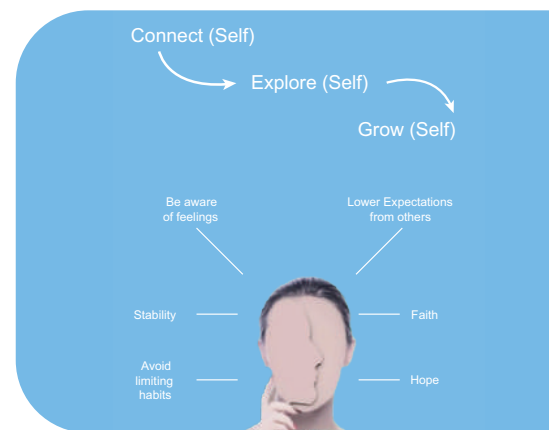 Connect (Self)
Explore (Self)
Grow (Self)
Be aware
of feelings
Lower Expectations
from others
Stability
Faith
Avoid
limiting
habits
Hope